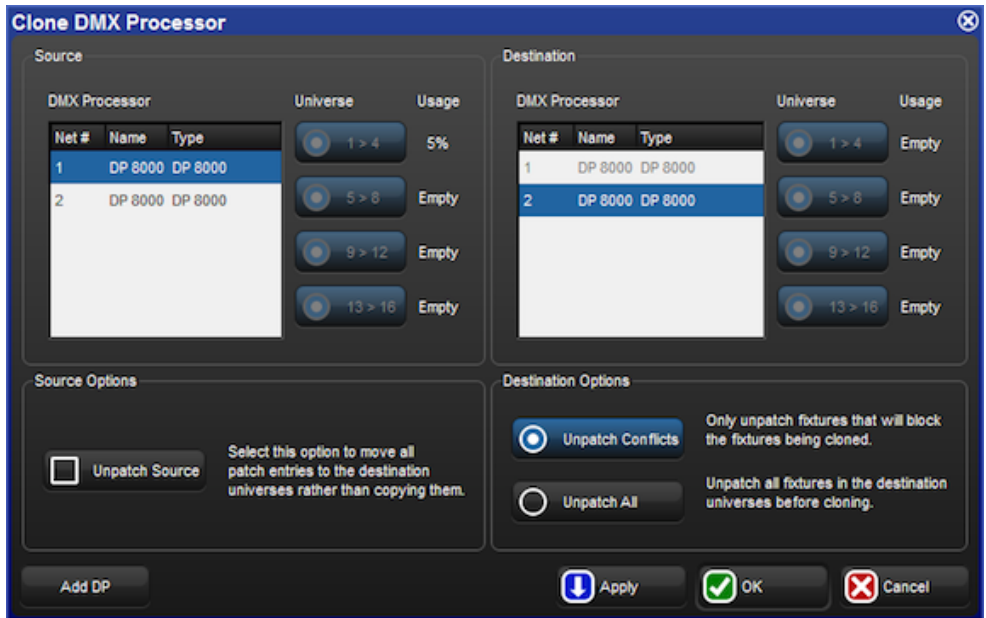 Clone DMX Processor
Source
DMX Processor Universe Usage
Net # Name Type
1 DP 8000 DP 8000
2 DP 8000 DP 8000
1 > 4 5%
5 > 8 Empty
9 > 12 Empty
13 > 16 Empty
Destination
DMX Processor Universe Usage
Net # Name Type
1 DP 8000 DP 8000
2 DP 8000 DP 8000
1 > 4 Empty
5 > 8 Empty
9 > 12 Empty
13 > 16 Empty
Source Options
Unpatch Source
Select this option to move all
patch entries to the destination
universes rather than copying them.
Destination Options
Unpatch Conflicts
Only unpatch fixtures that will block
the fixtures being cloned.
Unpatch All
Unpatch all fixtures in the destination
universes before cloning.
Add DP
Apply
OK
Cancel